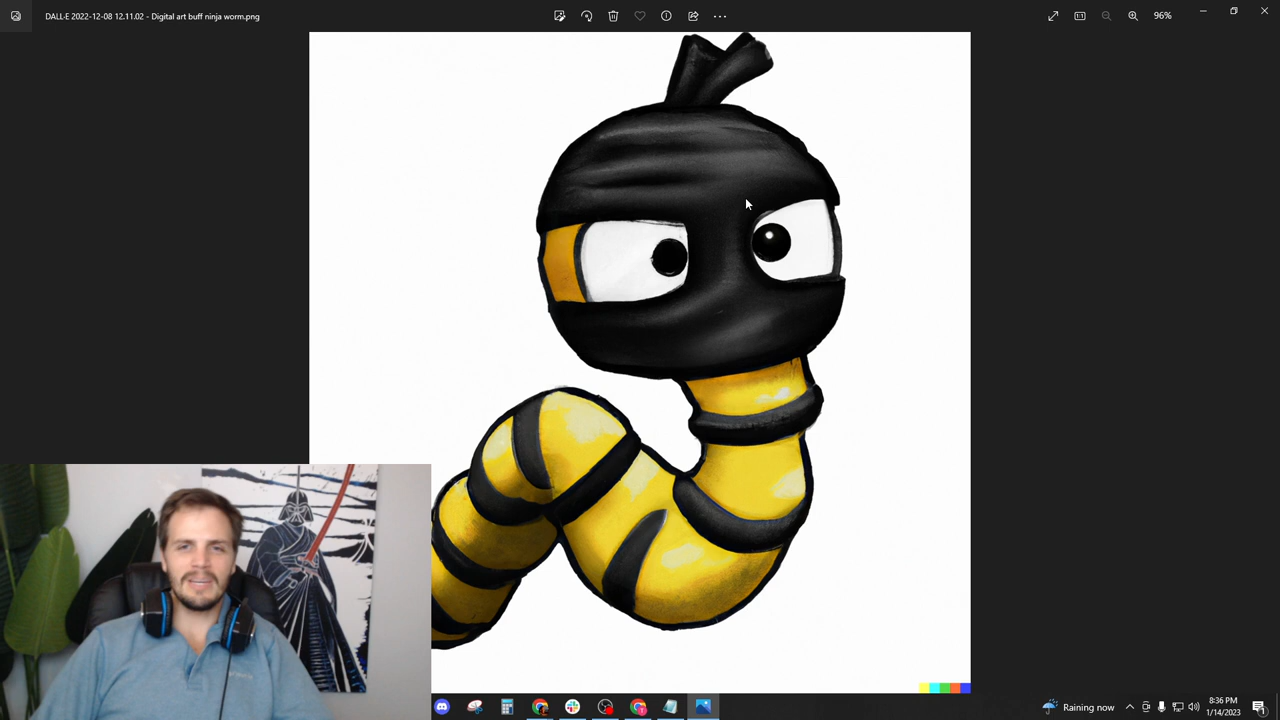 DALL·E 2022-12-08 12.11.02 - Digital art buff ninja worm.png
96%
Raining now
8:36 PM
1/14/2023